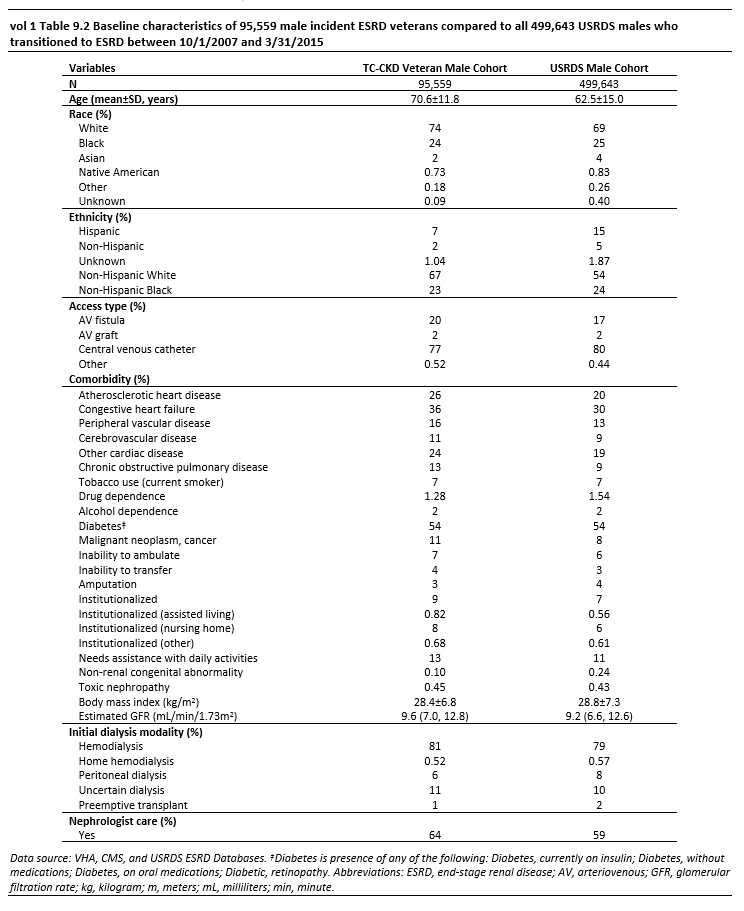 vol 1 Table 9.2 Baseline characteristics of 95,559 male incident ESRD veterans compared to all 499,643 USRDS males who
transitioned to ESRD between 10/1/2007 and 3/31/2015
Variables TC-CKD Veteran Male Cohort USRDS Male Cohort
N 95,559 499,643
Age (mean±SD, years) 70.6±11.8 62.5±15.0
Race (%)
White 74 69
Black 24 25
Asian 2 4
Native American 0.73 0.83
Other 0.18 0.26
Unknown 0.09 0.40
Ethnicity (%)
Hispanic 7 15
Non-Hispanic 2 5
Unknown 1.04 1.87
Non-Hispanic White 67 54
Non-Hispanic Black 23 24
Access type (%)
AV fistula 20 17
AV graft 2 2
Central venous catheter 77 80
Other 0.52 0.44
Comorbidity (%)
Atherosclerotic heart disease 26 20
Congestive heart failure 36 30
Peripheral vascular disease 16 13
Cerebrovascular disease 11 9
Other cardiac disease 24 19
Chronic obstructive pulmonary disease 13 9
Tobacco use (current smoker) 7 7
Drug dependence 1.28 1.54
Alcohol dependence 2 2
Diabetes‡ 54 54
Malignant neoplasm, cancer 11 8
Inability to ambulate 7 6
Inability to transfer 4 3
Amputation 3 4
Institutionalized 9 7
Institutionalized (assisted living) 0.82 0.56
Institutionalized (nursing home) 8 6
Institutionalized (other) 0.68 0.61
Needs assistance with daily activities 13 11
Non-renal congenital abnormality 0.10 0.24
Toxic nephropathy 0.45 0.43
Body mass index (kg/m²) 28.4±6.8 28.8±7.3
Estimated GFR (mL/min/1.73m²) 9.6 (7.0, 12.8) 9.2 (6.6, 12.6)
Initial dialysis modality (%)
Hemodialysis 81 79
Home hemodialysis 0.52 0.57
Peritoneal dialysis 6 8
Uncertain dialysis 11 10
Preemptive transplant 1 2
Nephrologist care (%)
Yes 64 59
Data source: VHA, CMS, and USRDS ESRD Databases. ‡Diabetes is presence of any of the following: Diabetes, currently on insulin; Diabetes, without
medications; Diabetes, on oral medications; Diabetic, retinopathy. Abbreviations: ESRD, end-stage renal disease; AV, arteriovenous; GFR, glomerular
filtration rate; kg, kilogram; m, meters; mL, milliliters; min, minute.